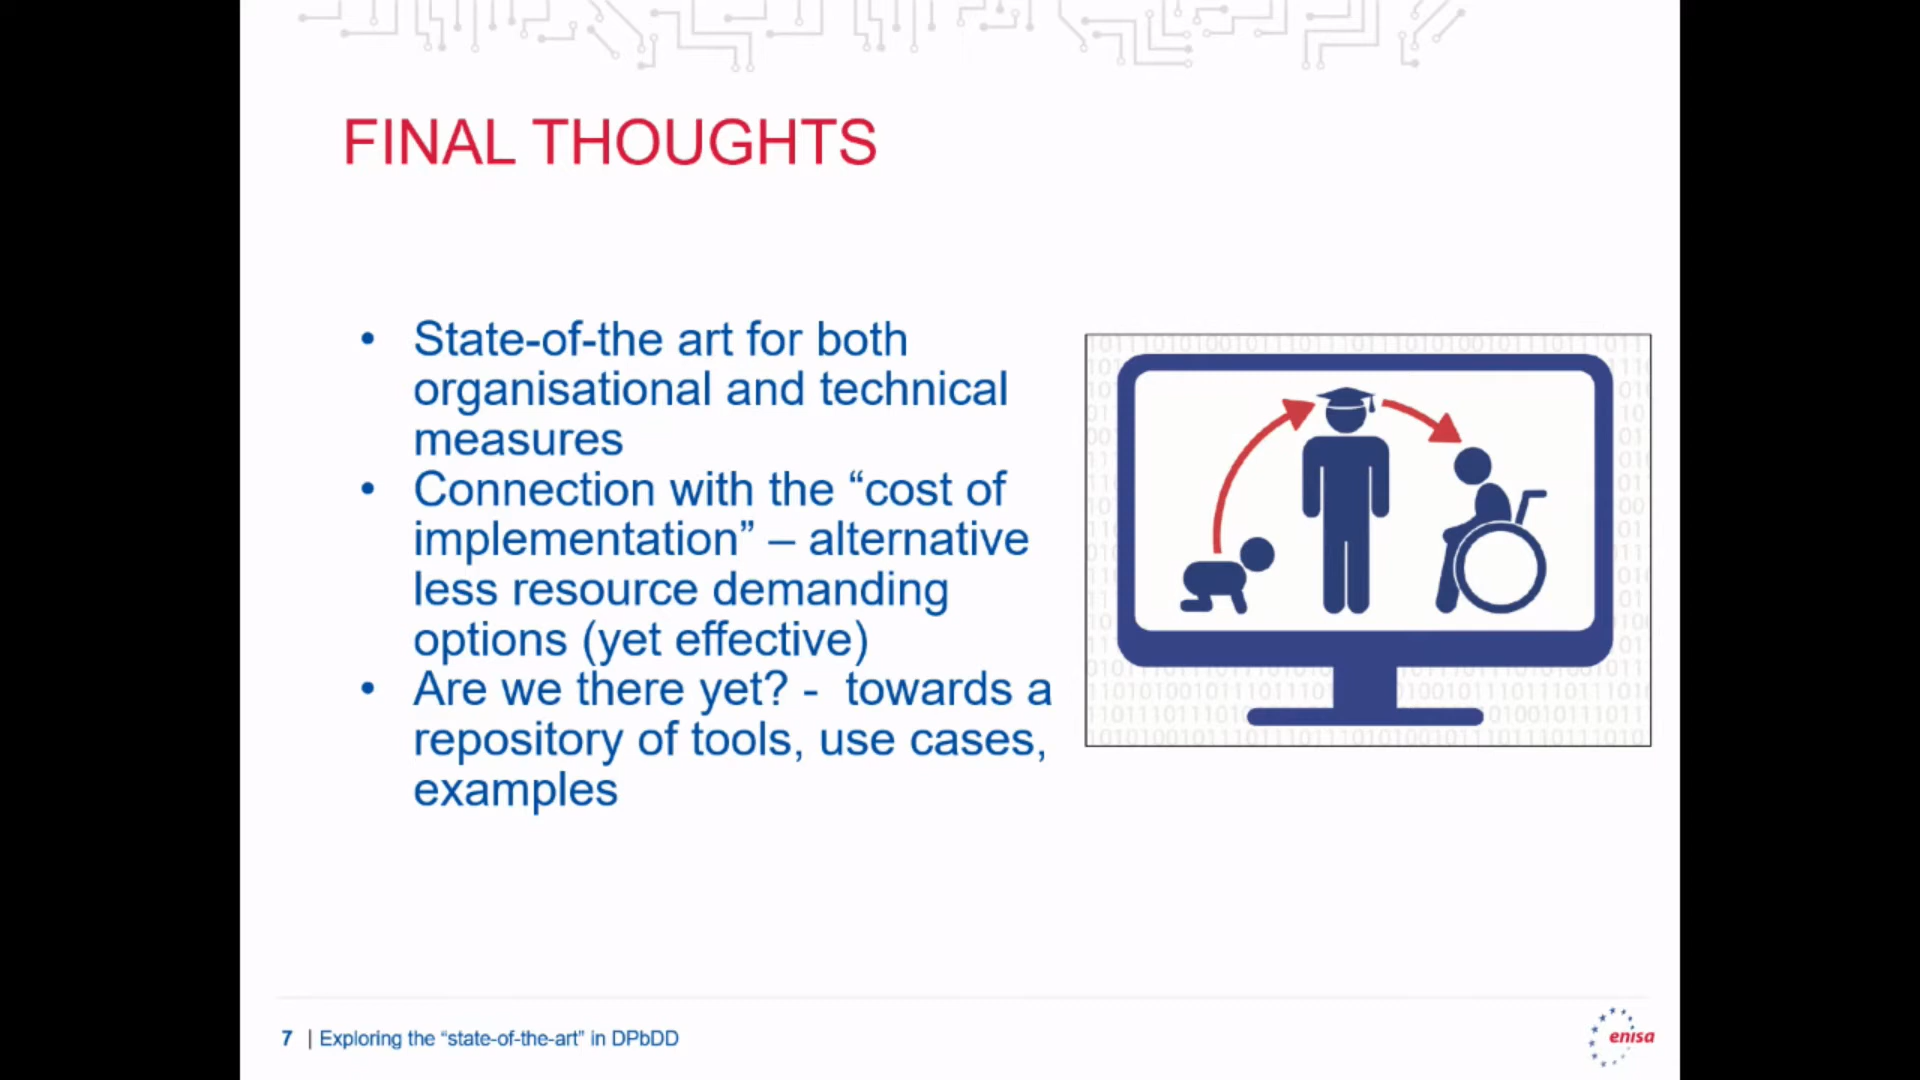 FINAL THOUGHTS
• State-of-the art for both
organisational and technical
measures
• Connection with the “cost of
implementation” – alternative
less resource demanding
options (yet effective)
• Are we there yet? - towards a
repository of tools, use cases,
examples
7 | Exploring the “state-of-the-art” in DPbDD
enisa